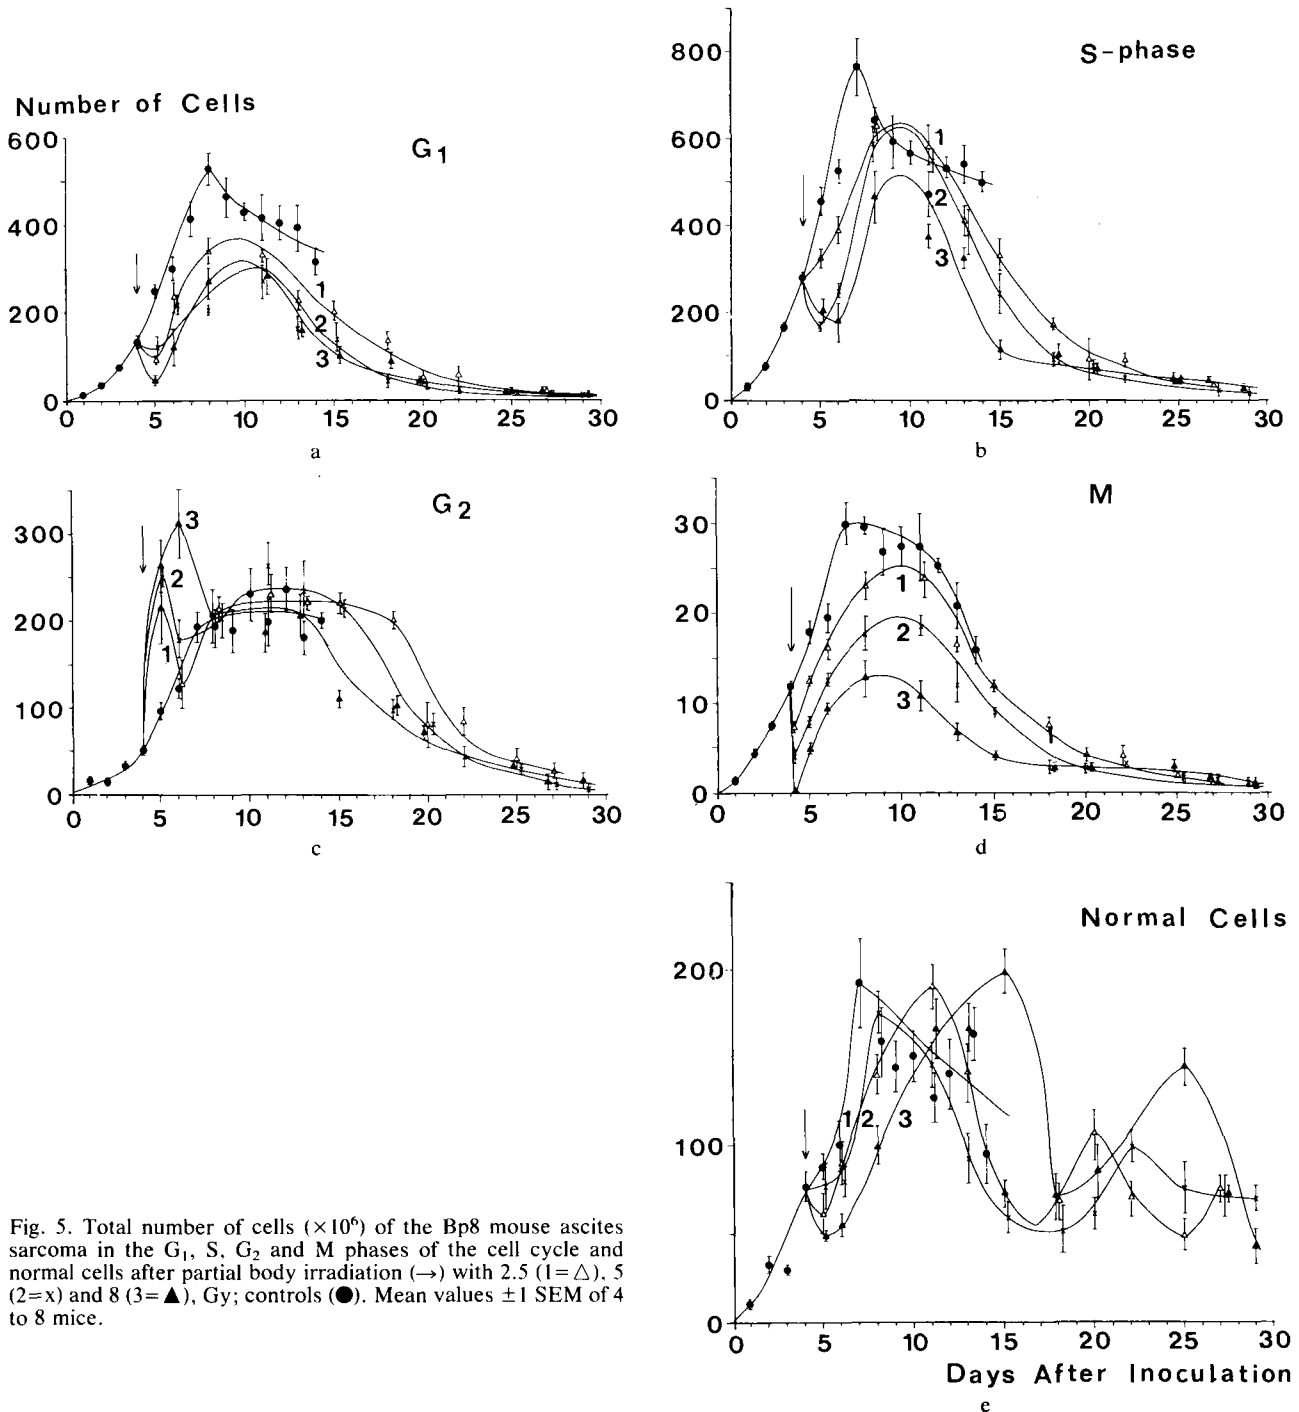 Number of Cells
G1
600
400
200
0
0 5 10 15 20 25 30
1
2
3
a
S-phase
800
600
400
200
0
0 5 10 15 20 25 30
1
2
3
b
G2
300
200
100
0
0 5 10 15 20 25 30
3
2
1
c
M
30
20
10
0
0 5 10 15 20 25 30
1
2
3
1
d
Normal Cells
200
100
0
0 5 10 15 20 25 30
1 2 3
Days After Inoculation
e
Fig. 5. Total number of cells (×10⁶) of the Bp8 mouse ascites
sarcoma in the G₁, S, G₂ and M phases of the cell cycle and
normal cells after partial body irradiation (→) with 2.5 (1=△), 5
(2=x) and 8 (3=▲), Gy; controls (●). Mean values ±1 SEM of 4
to 8 mice.